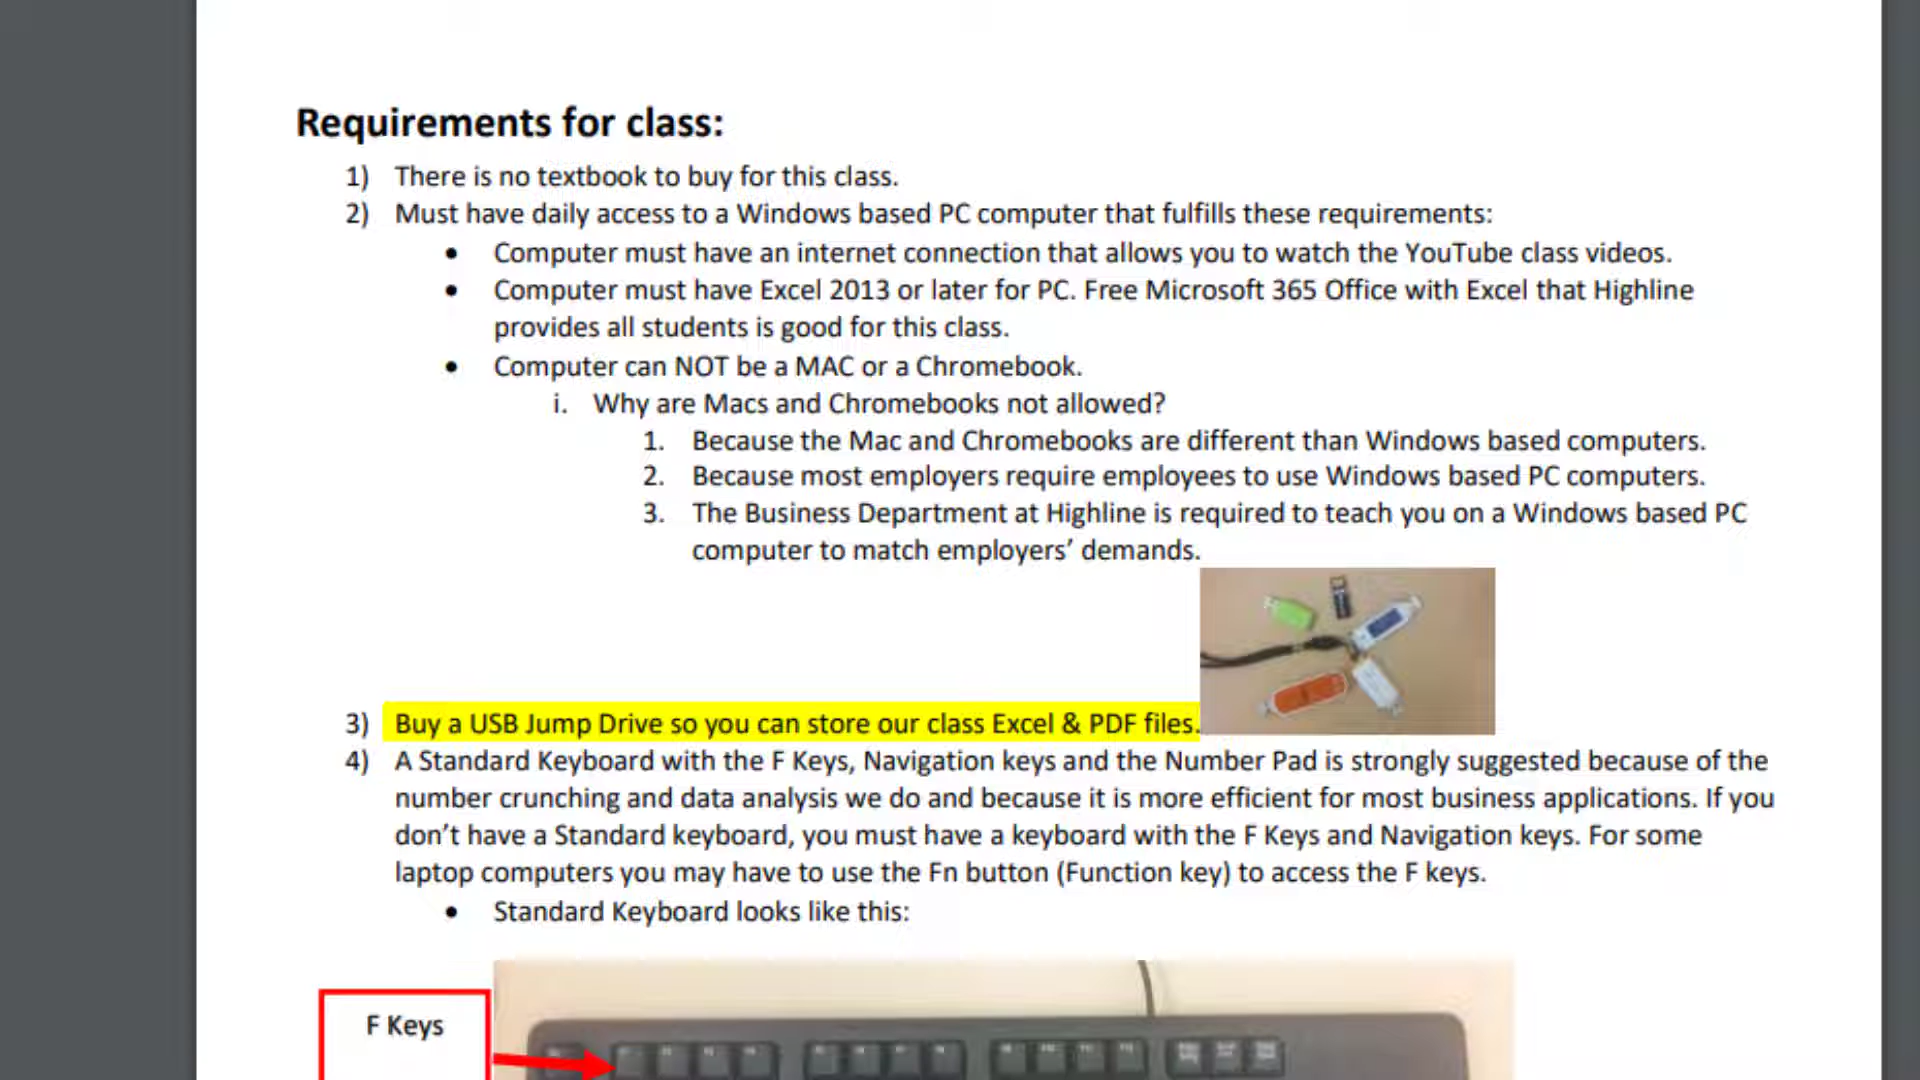 Requirements for class:
1) There is no textbook to buy for this class.
2) Must have daily access to a Windows based PC computer that fulfills these requirements:
• Computer must have an internet connection that allows you to watch the YouTube class videos.
• Computer must have Excel 2013 or later for PC. Free Microsoft 365 Office with Excel that Highline
provides all students is good for this class.
• Computer can NOT be a MAC or a Chromebook.
i. Why are Macs and Chromebooks not allowed?
1. Because the Mac and Chromebooks are different than Windows based computers.
2. Because most employers require employees to use Windows based PC computers.
3. The Business Department at Highline is required to teach you on a Windows based PC
computer to match employers’ demands.
3) Buy a USB Jump Drive so you can store our class Excel & PDF files.
4) A Standard Keyboard with the F Keys, Navigation keys and the Number Pad is strongly suggested because of the
number crunching and data analysis we do and because it is more efficient for most business applications. If you
don’t have a Standard keyboard, you must have a keyboard with the F Keys and Navigation keys. For some
laptop computers you may have to use the Fn button (Function key) to access the F keys.
• Standard Keyboard looks like this:
F Keys